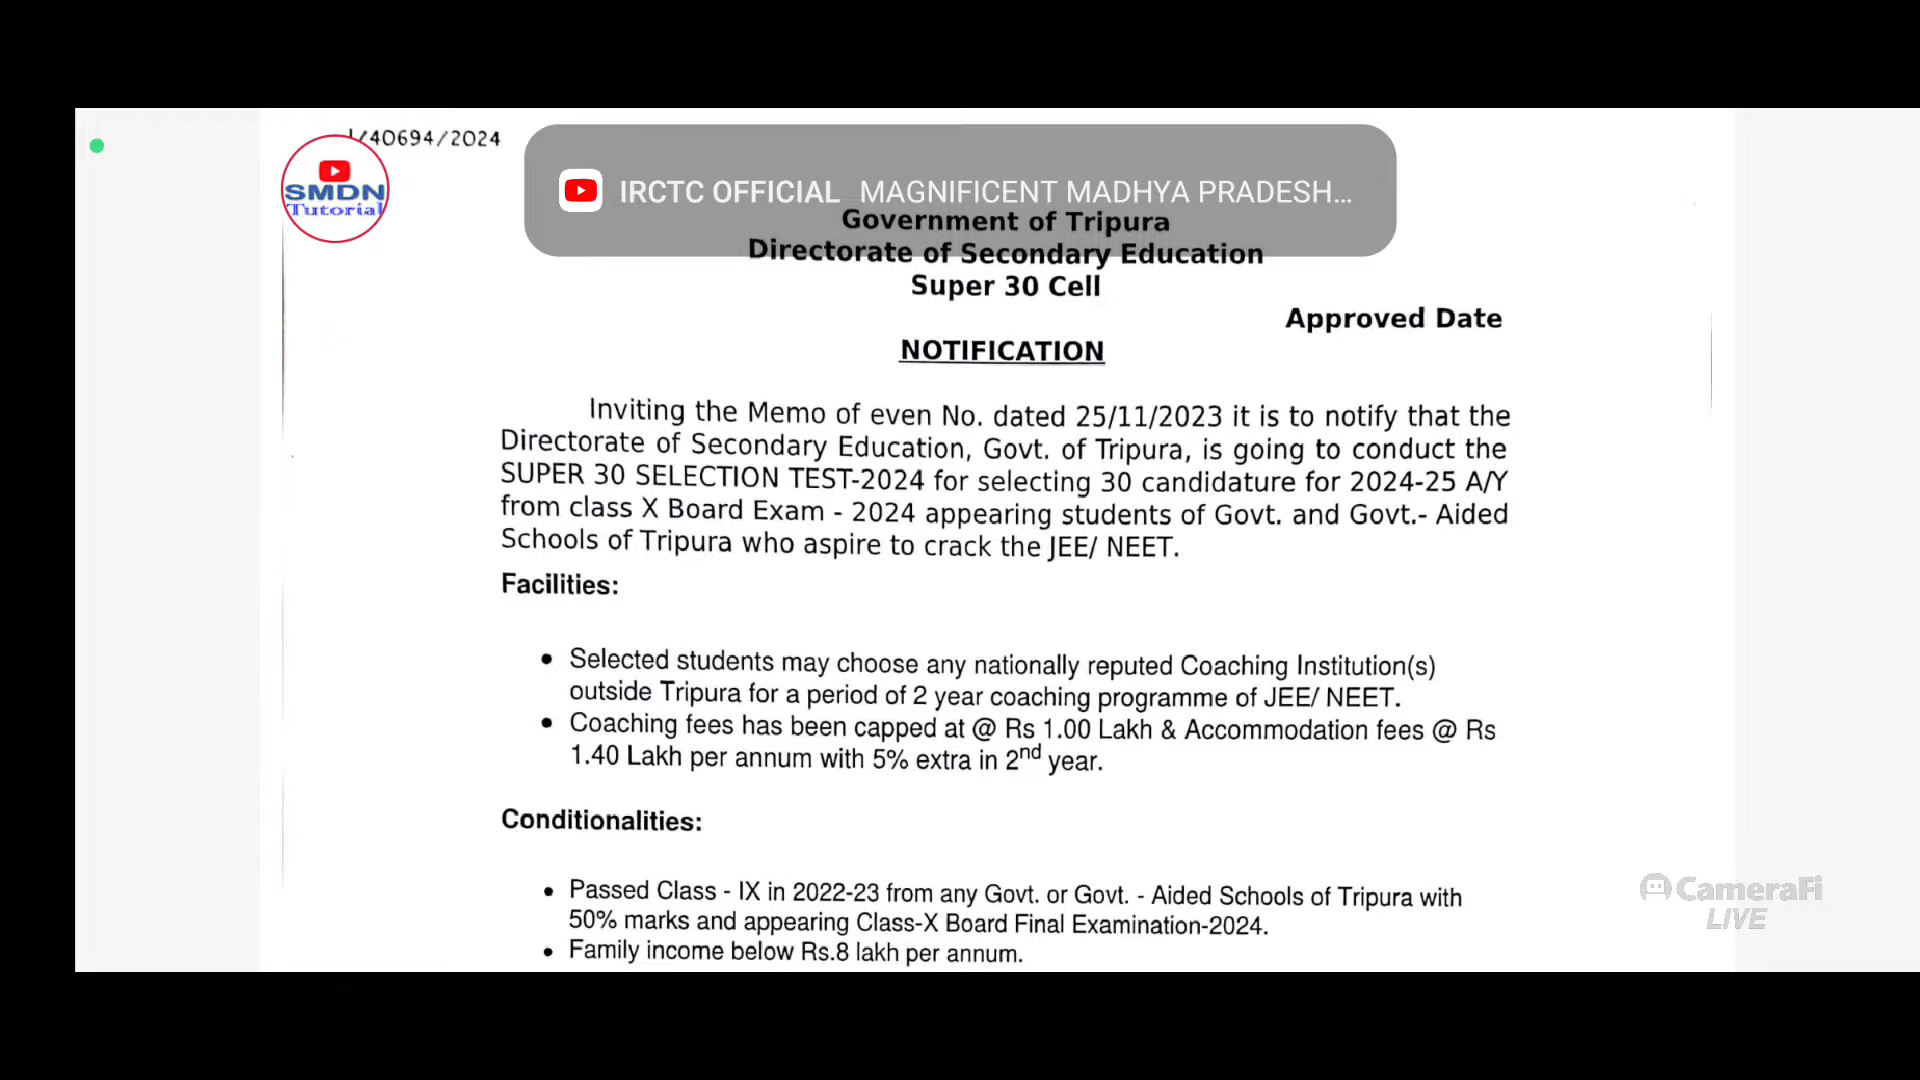 I/40694/2024
SMDN
Tutorial
IRCTC OFFICIAL MAGNIFICENT MADHYA PRADESH...
Government of Tripura
Directorate of Secondary Education
Super 30 Cell
Approved Date
NOTIFICATION
Inviting the Memo of even No. dated 25/11/2023 it is to notify that the
Directorate of Secondary Education, Govt. of Tripura, is going to conduct the
SUPER 30 SELECTION TEST-2024 for selecting 30 candidature for 2024-25 A/Y
from class X Board Exam - 2024 appearing students of Govt. and Govt.- Aided
Schools of Tripura who aspire to crack the JEE/ NEET.
Facilities:
• Selected students may choose any nationally reputed Coaching Institution(s)
outside Tripura for a period of 2 year coaching programme of JEE/ NEET.
• Coaching fees has been capped at @ Rs 1.00 Lakh & Accommodation fees @ Rs
1.40 Lakh per annum with 5% extra in 2nd year.
Conditionalities:
• Passed Class - IX in 2022-23 from any Govt. or Govt. - Aided Schools of Tripura with
50% marks and appearing Class-X Board Final Examination-2024.
• Family income below Rs.8 lakh per annum.
CameraFi
LIVE